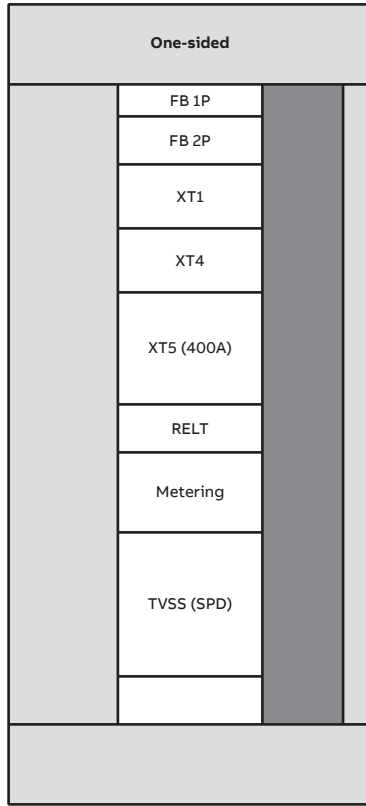 One-sided
FB 1P
FB 2P
XT1
XT4
XT5 (400A)
RELT
Metering
TVSS (SPD)